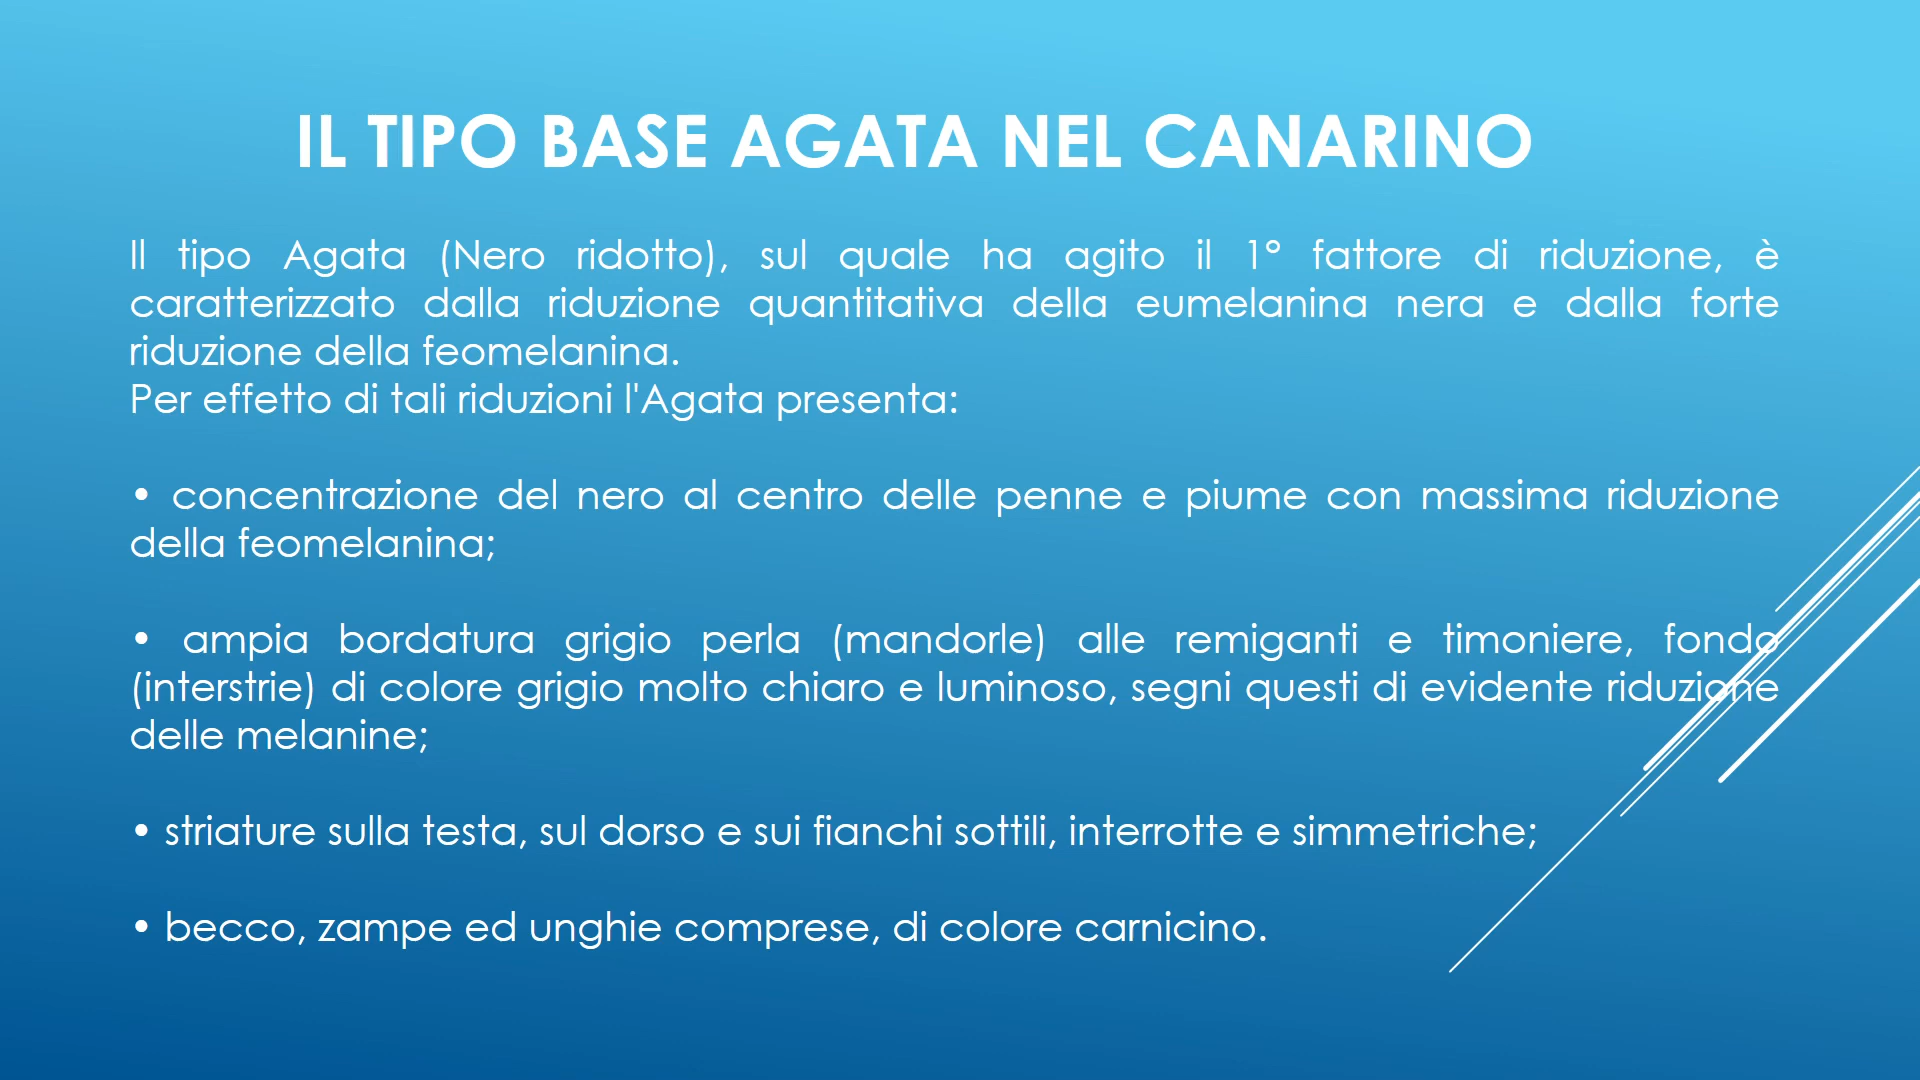 IL TIPO BASE AGATA NEL CANARINO
Il tipo Agata (Nero ridotto), sul quale ha agito il 1° fattore di riduzione, è
caratterizzato dalla riduzione quantitativa della eumelanina nera e dalla forte
riduzione della feomelanina.
Per effetto di tali riduzioni l'Agata presenta:
• concentrazione del nero al centro delle penne e piume con massima riduzione
della feomelanina;
• ampia bordatura grigio perla (mandorle) alle remiganti e timoniere, fondo
(interstrie) di colore grigio molto chiaro e luminoso, segni questi di evidente riduzione
delle melanine;
• striature sulla testa, sul dorso e sui fianchi sottili, interrotte e simmetriche;
• becco, zampe ed unghie comprese, di colore carnicino.